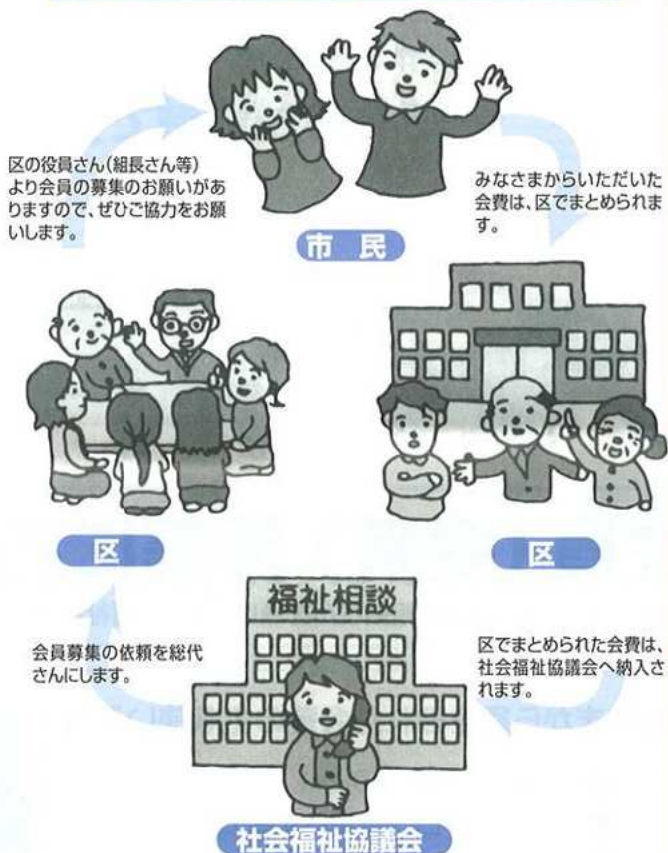 区の役員さん(組長さん等)
より会員の募集のお願いがあ
りますので、ぜひご協力をお願
いします。
みなさまからいただいた
会費は、区でまとめられま
す。
市 民
区
区
会員募集の依頼を総代
さんにします。
福祉相談
区でまとめられた会費は、
社会福祉協議会へ納入さ
れます。
社会福祉協議会